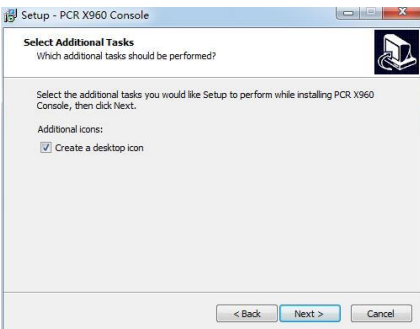 Setup - PCR X960 Console
Select Additional Tasks
Which additional tasks should be performed?
Select the additional tasks you would like Setup to perform while installing PCR X960
Console, then click Next.
Additional icons:
Create a desktop icon
< Back
Next >
Cancel